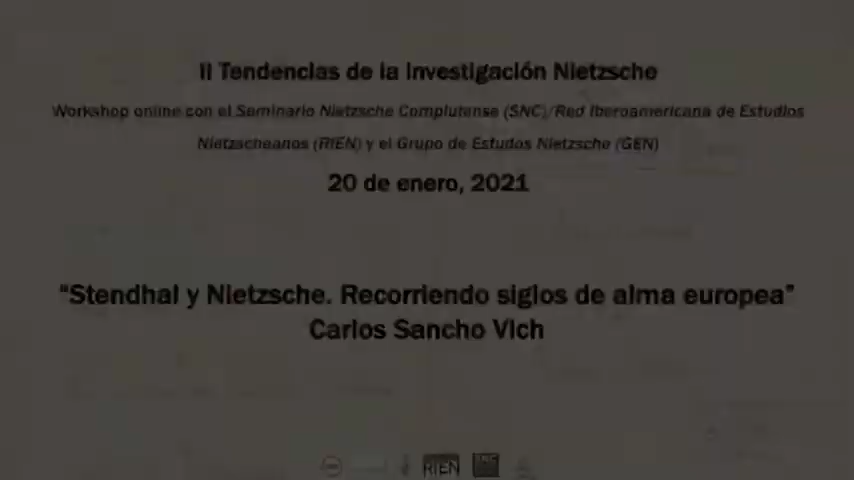 II Tendencias de la Investigación Nietzsche
Workshop online con el Seminario Nietzsche Complutense (SNC)/Red Iberoamericana de Estudios
Nietzscheanos (RIEN) y el Grupo de Estudos Nietzsche (GEN)
20 de enero, 2021
"Stendhal y Nietzsche. Recorriendo siglos de alma europea"
Carlos Sancho Vich
RIEN SNC